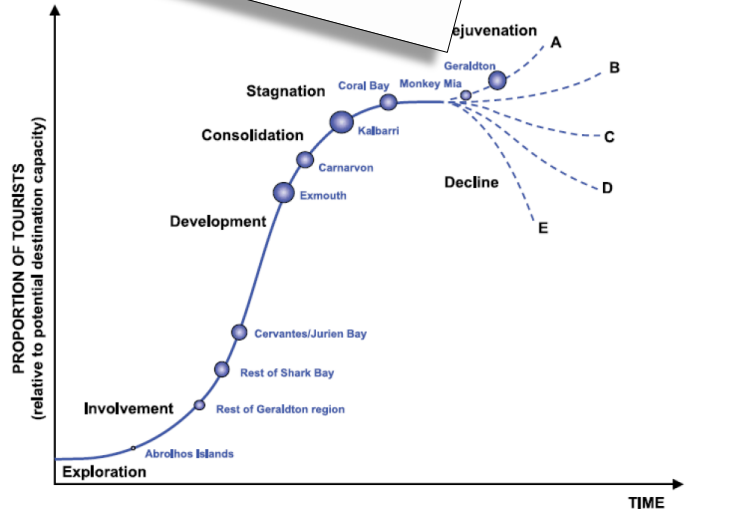 ejuvenation
A
Geraldton
B
Stagnation
Coral Bay
Monkey Mia
Kalbarri
C
Consolidation
Carnarvon
Decline
D
Exmouth
Development
E
PROPORTION OF TOURISTS
(relative to potential destination capacity)
Cervantes/Jurien Bay
Rest of Shark Bay
Involvement
Rest of Geraldton region
Abrolhos Islands
Exploration
TIME